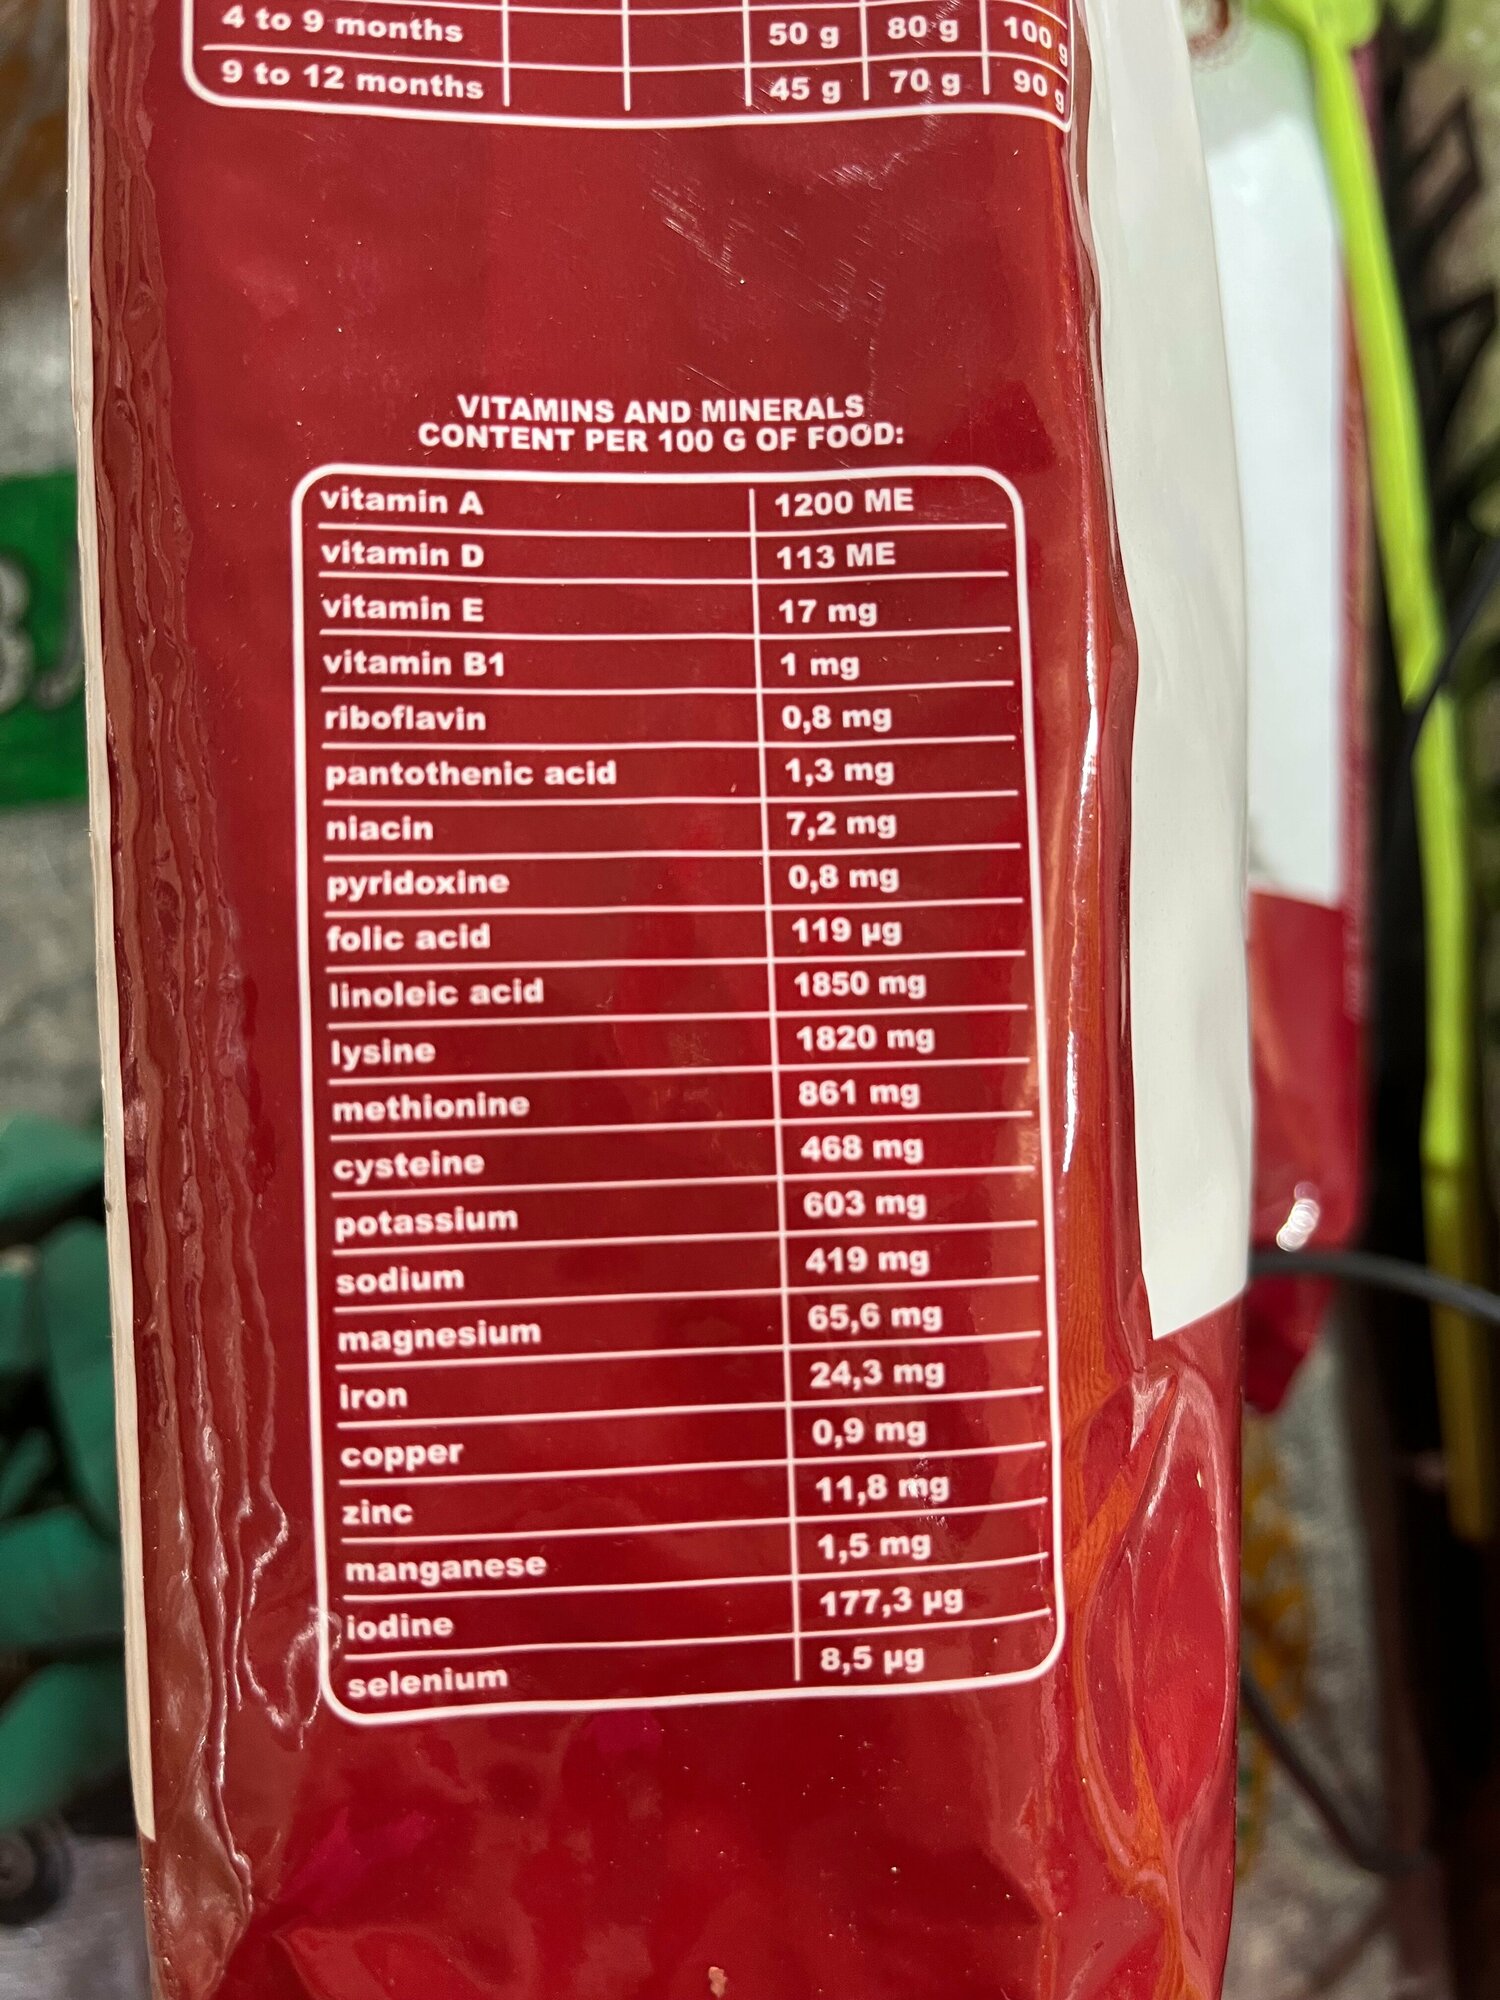 4 to 9 months 50 g 80 g 100 g
9 to 12 months 45 g 70 g 90 g
VITAMINS AND MINERALS
CONTENT PER 100 G OF FOOD:
vitamin A 1200 ME
vitamin D 113 ME
vitamin E 17 mg
vitamin B1 1 mg
riboflavin 0,8 mg
pantothenic acid 1,3 mg
niacin 7,2 mg
pyridoxine 0,8 mg
folic acid 119 µg
linoleic acid 1850 mg
lysine 1820 mg
methionine 861 mg
cysteine 468 mg
potassium 603 mg
sodium 419 mg
magnesium 65,6 mg
iron 24,3 mg
copper 0,9 mg
zinc 11,8 mg
manganese 1,5 mg
iodine 177,3 µg
selenium 8,5 µg